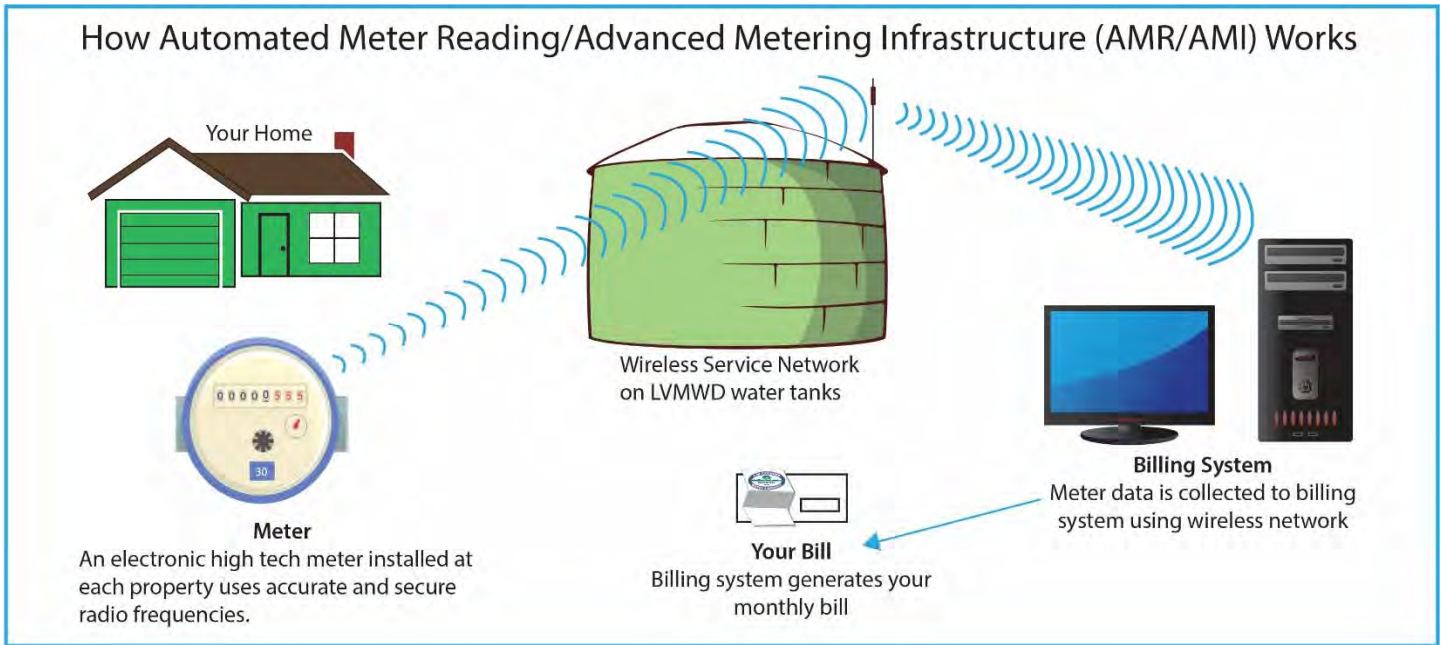 How Automated Meter Reading/Advanced Metering Infrastructure (AMR/AMI) Works
Your Home
Wireless Service Network
on LVMWD water tanks
00000555
30
Meter
An electronic high tech meter installed at
each property uses accurate and secure
radio frequencies.
Billing System
Meter data is collected to billing
system using wireless network
Your Bill
Billing system generates your
monthly bill